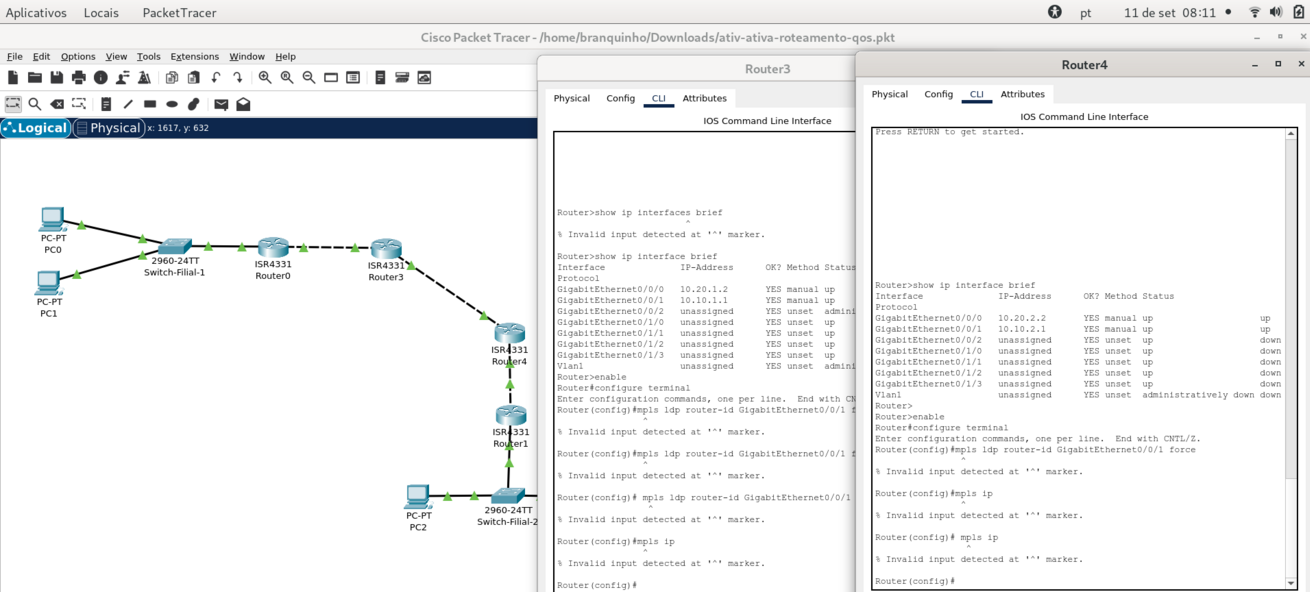 Aplicativos Locais PacketTracer pt 11 de set 08:11
Cisco Packet Tracer - /home/branquinho/Downloads/ativ-ativa-roteamento-qos.pkt
File Edit Options View Tools Extensions Window Help
Logical Physical x: 1617, y: 632
PC-PT
PC0
PC-PT
PC1
2960-24TT
Switch-Filial-1
ISR4331
Router0
ISR4331
Router3
ISR4331
Router4
ISR4331
Router1
PC-PT
PC2
2960-24TT
Switch-Filial-2
Router3
Physical Config CLI Attributes
IOS Command Line Interface
Router>show ip interfaces brief
^
% Invalid input detected at '^' marker.
Router>show ip interface brief
Interface IP-Address OK? Method Status
Protocol
GigabitEthernet0/0/0 10.20.1.2 YES manual up
GigabitEthernet0/0/1 10.10.1.1 YES manual up
GigabitEthernet0/0/2 unassigned YES unset admini
GigabitEthernet0/1/0 unassigned YES unset up
GigabitEthernet0/1/1 unassigned YES unset up
GigabitEthernet0/1/2 unassigned YES unset up
GigabitEthernet0/1/3 unassigned YES unset up
Vlan1 unassigned YES unset admini
Router>enable
Router#configure terminal
Enter configuration commands, one per line. End with CN
Router(config)#mpls ldp router-id GigabitEthernet0/0/1 f
^
% Invalid input detected at '^' marker.
Router(config)#mpls ldp router-id GigabitEthernet0/0/1 f
^
% Invalid input detected at '^' marker.
Router(config)# mpls ldp router-id GigabitEthernet0/0/1
^
% Invalid input detected at '^' marker.
Router(config)#mpls ip
^
% Invalid input detected at '^' marker.
Router(config)#
Router4
Physical Config CLI Attributes
IOS Command Line Interface
Press RETURN to get started.
Router>show ip interface brief
Interface IP-Address OK? Method Status
Protocol
GigabitEthernet0/0/0 10.20.2.2 YES manual up up
GigabitEthernet0/0/1 10.10.2.1 YES manual up up
GigabitEthernet0/0/2 unassigned YES unset up down
GigabitEthernet0/1/0 unassigned YES unset up down
GigabitEthernet0/1/1 unassigned YES unset up down
GigabitEthernet0/1/2 unassigned YES unset up down
GigabitEthernet0/1/3 unassigned YES unset up down
Vlan1 unassigned YES unset administratively down down
Router>
Router>enable
Router#configure terminal
Enter configuration commands, one per line. End with CNTL/Z.
Router(config)#mpls ldp router-id GigabitEthernet0/0/1 force
^
% Invalid input detected at '^' marker.
Router(config)#mpls ip
^
% Invalid input detected at '^' marker.
Router(config)# mpls ip
^
% Invalid input detected at '^' marker.
Router(config)#